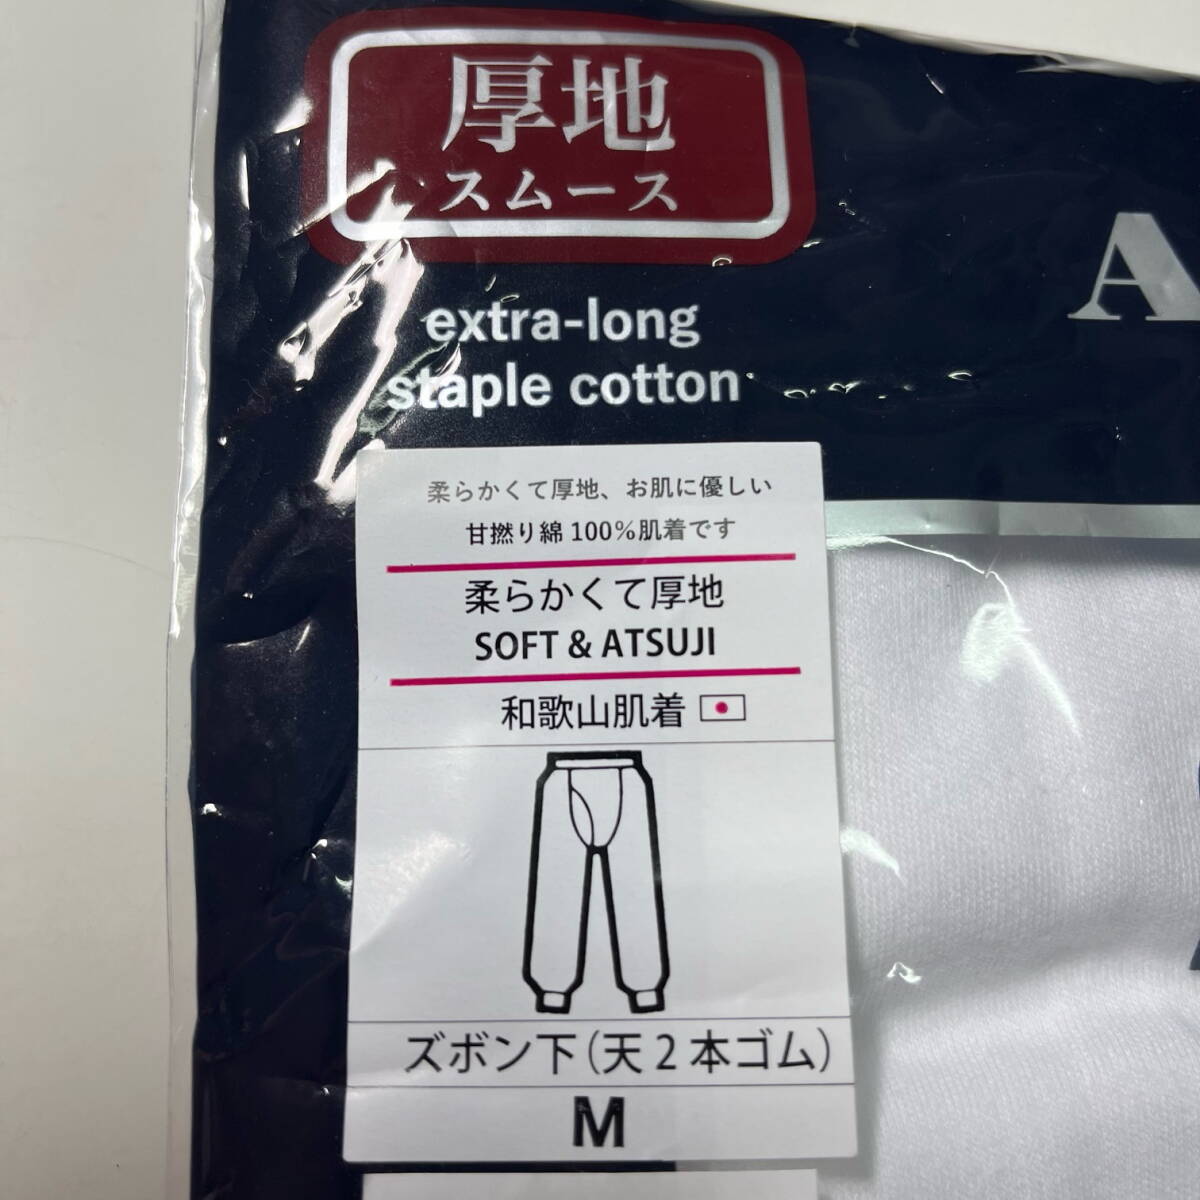 厚地
スムース
extra-long
staple cotton
A
柔らかくて厚地、お肌に優しい
甘撚り綿100%肌着です
柔らかくて厚地
SOFT & ATSUJI
和歌山肌着
ズボン下(天2本ゴム)
M